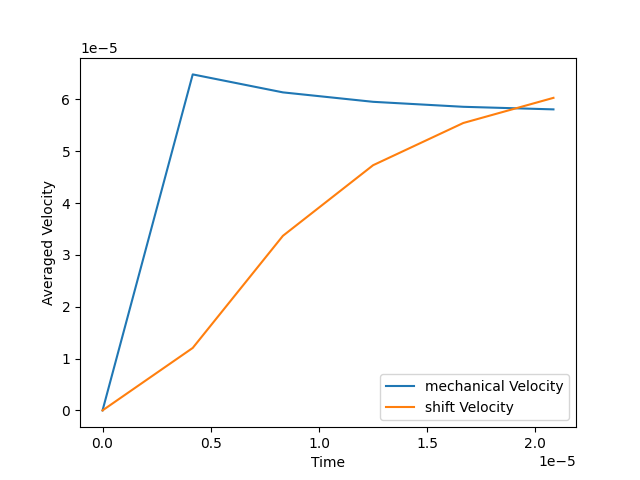 1e−5
Averaged Velocity
6
5
4
3
2
1
0
mechanical Velocity
shift Velocity
0.0 0.5 1.0 1.5 2.0
Time
1e−5